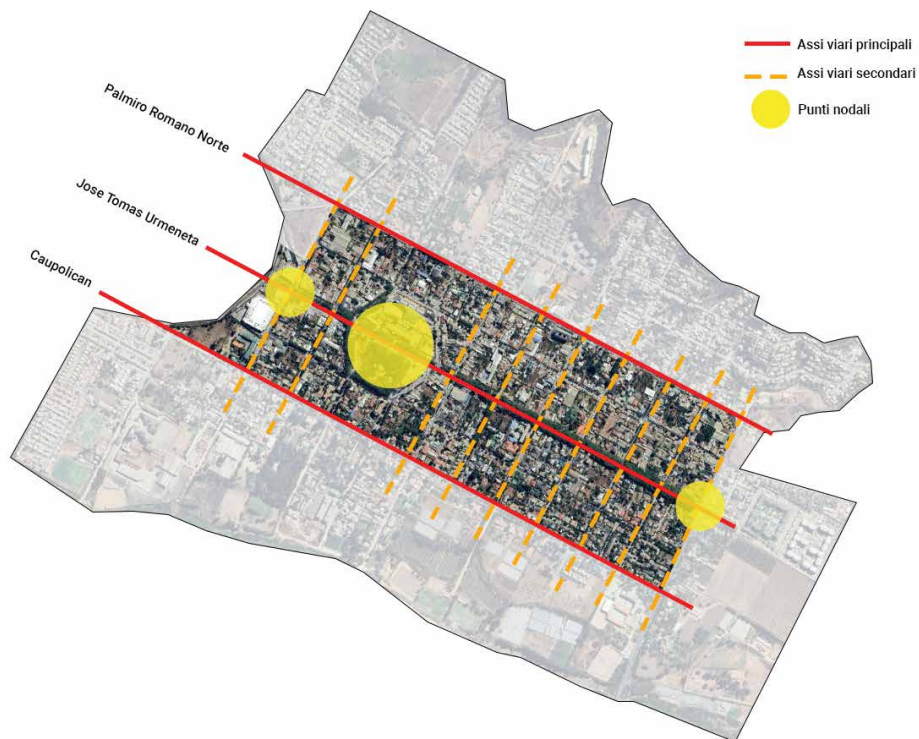 Assi viari principali
Assi viari secondari
Punti nodali
Palmiro Romano Norte
Jose Tomas Urmeneta
Caupolican